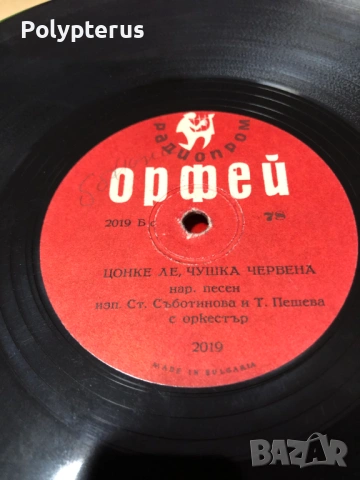 Polypterus
радиопром
орфей
2019 Б 78
ЦОНКЕ ЛЕ, ЧУШКА ЧЕРВЕНА
нар. песен
изп. Ст. Съботинова и Т. Пешева
с оркестър
2019
MADE IN BULGARIA
BAZAR